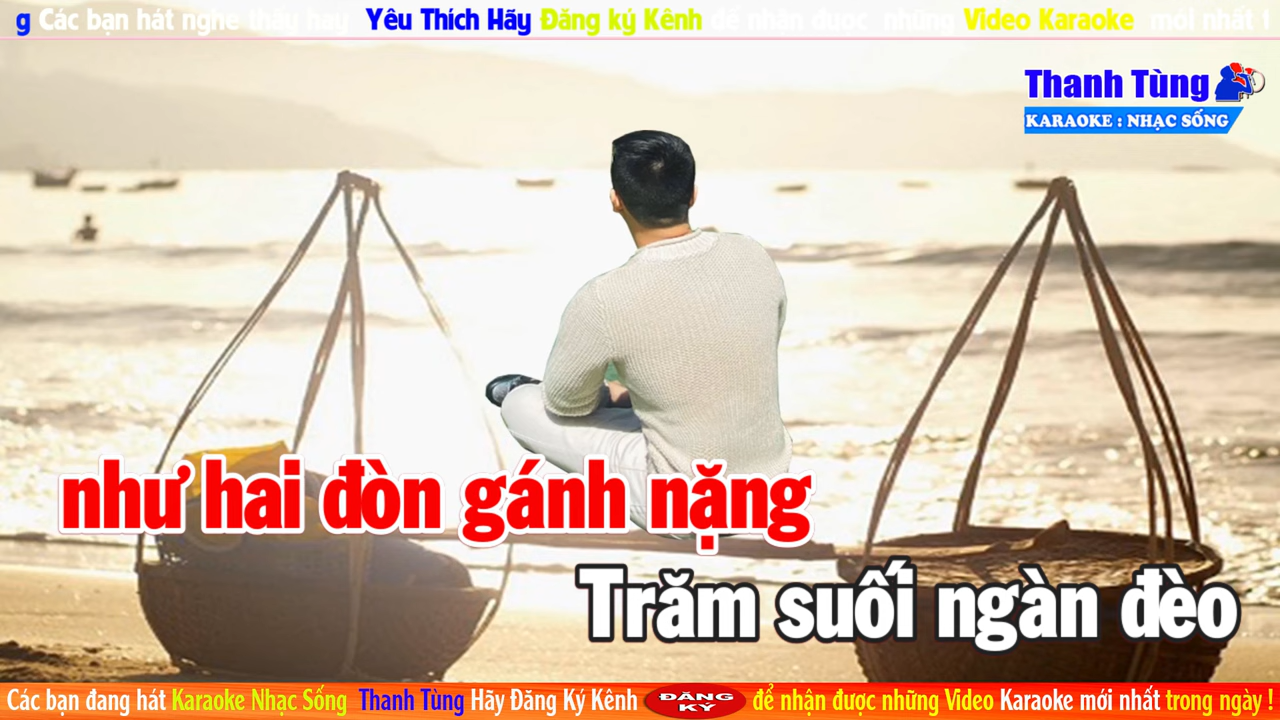 g Các bạn hát nghe thấy hay Yêu Thích Hãy Đăng ký Kênh để nhận được những Video Karaoke mới nhất 1
Thanh Tùng
KARAOKE : NHẠC SỐNG
như hai đòn gánh nặng
Trăm suối ngàn đèo
Các bạn đang hát Karaoke Nhạc Sống Thanh Tùng Hãy Đăng Ký Kênh ĐĂNG KÝ để nhận được những Video Karaoke mới nhất trong ngày !